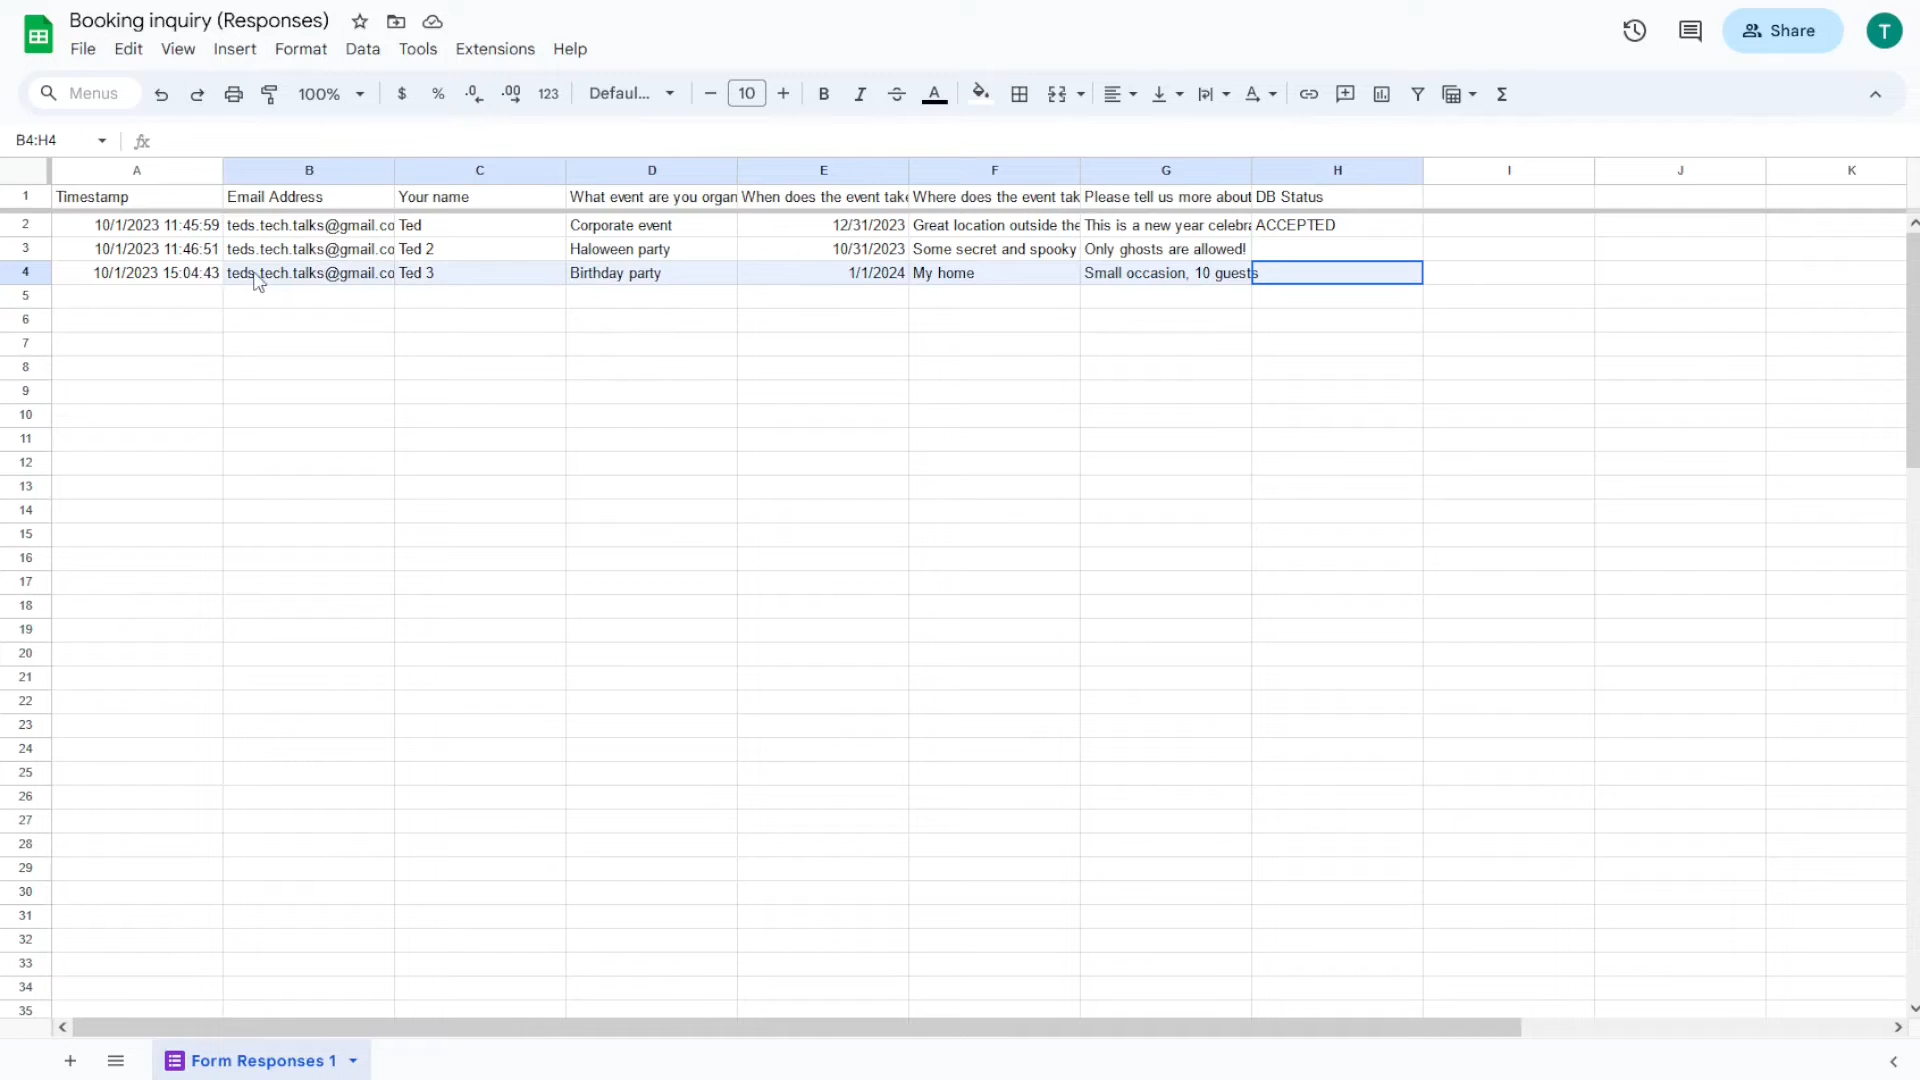 Booking inquiry (Responses)
File Edit View Insert Format Data Tools Extensions Help
Share
T
Menus 100% $ % .0 .00 123 Defaul... 10 B I A Σ
B4:H4 fx
A B C D E F G H I J K
1 Timestamp Email Address Your name What event are you organ When does the event take Where does the event tak Please tell us more about DB Status
2 10/1/2023 11:45:59 teds.tech.talks@gmail.co Ted Corporate event 12/31/2023 Great location outside the This is a new year celebra ACCEPTED
3 10/1/2023 11:46:51 teds.tech.talks@gmail.co Ted 2 Haloween party 10/31/2023 Some secret and spooky Only ghosts are allowed!
4 10/1/2023 15:04:43 teds.tech.talks@gmail.co Ted 3 Birthday party 1/1/2024 My home Small occasion, 10 guests
5
6
7
8
9
10
11
12
13
14
15
16
17
18
19
20
21
22
23
24
25
26
27
28
29
30
31
32
33
34
35
Form Responses 1